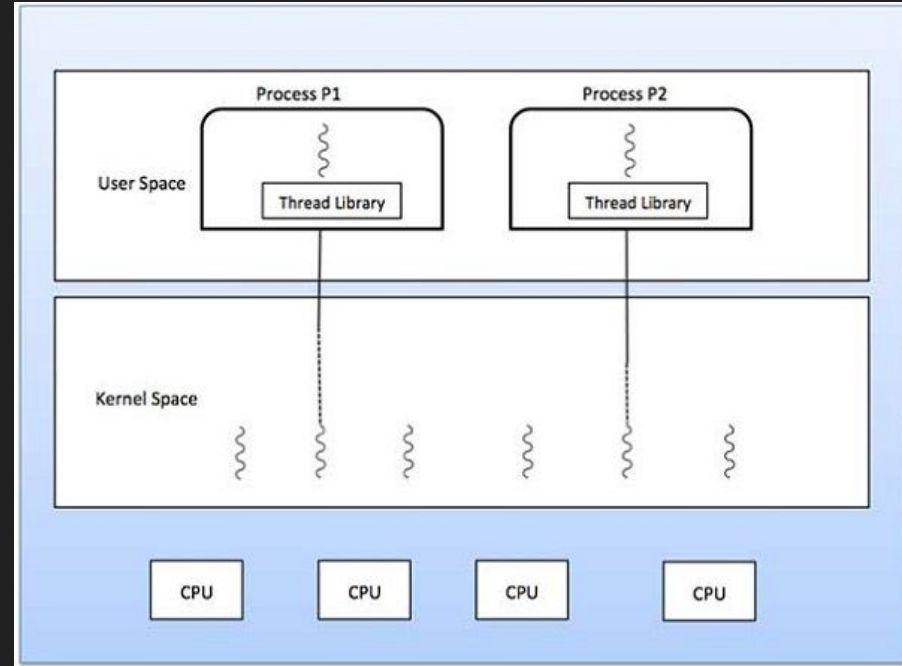 Process P1
Process P2
User Space
Thread Library
Thread Library
Kernel Space
CPU
CPU
CPU
CPU